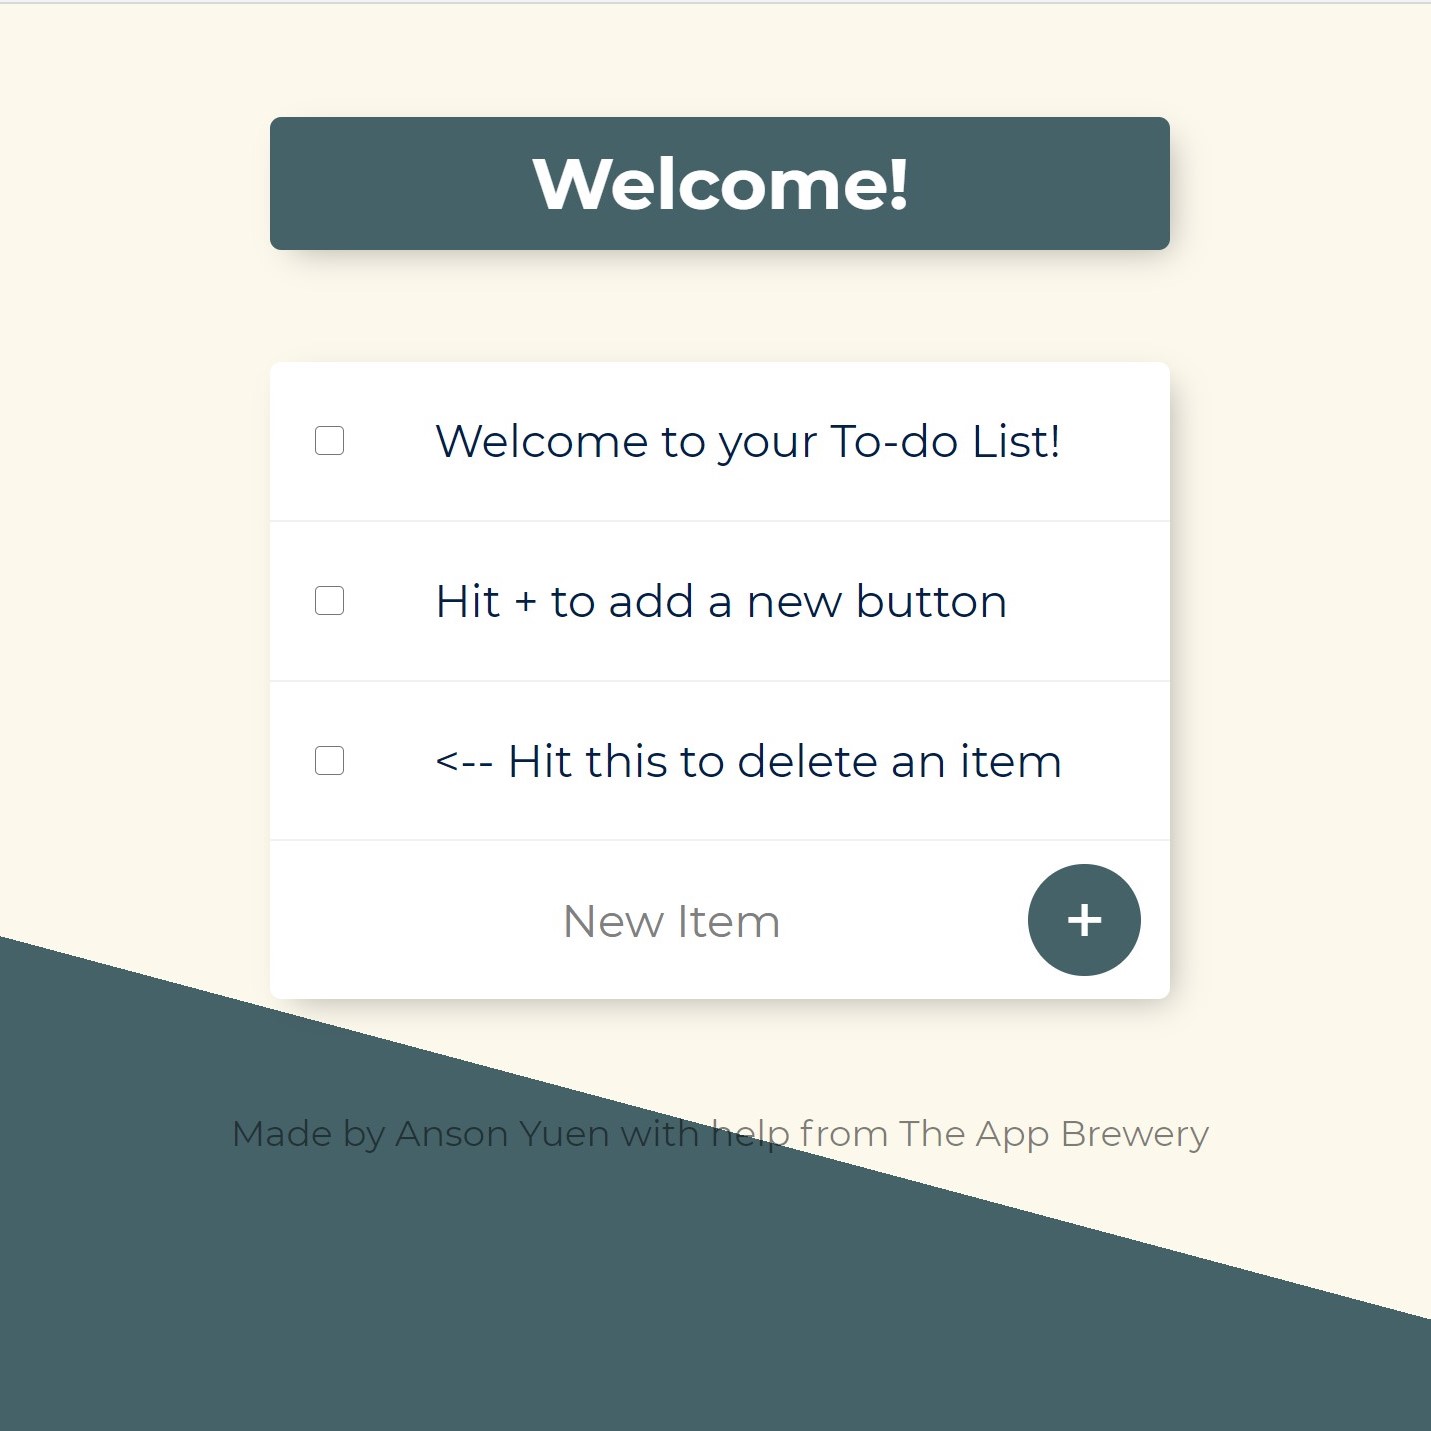 Welcome!
Welcome to your To-do List!
Hit + to add a new button
<-- Hit this to delete an item
New Item
+
Made by Anson Yuen with help from The App Brewery